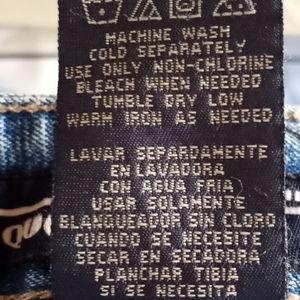 MACHINE WASH
COLD SEPARATELY
USE ONLY NON-CHLORINE
BLEACH WHEN NEEDED
TUMBLE DRY LOW
WARM IRON AS NEEDED
LAVAR SEPARDAMENTE
EN LAVADORA
CON AGUA FRIA
USAR SOLAMENTE
BLANQUEADOR SIN CLORO
CUANDO SE NECESITE
SECAR EN SECADORA
PLANCHAR TIBIA
SI SE NECESITA